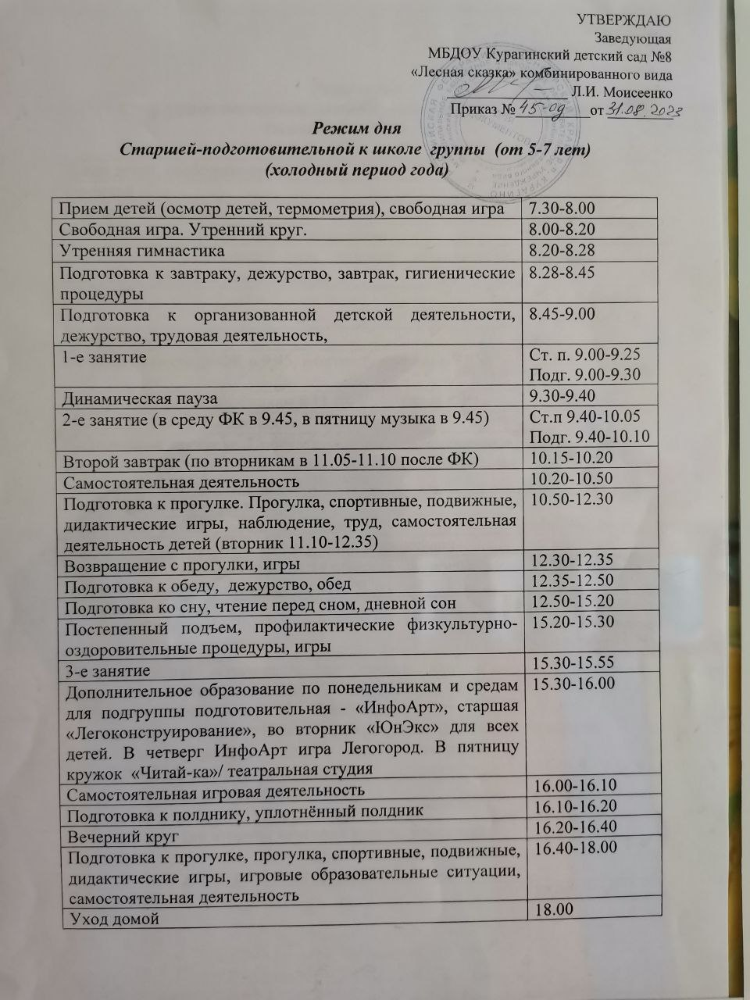 УТВЕРЖДАЮ
Заведующая
МБДОУ Курагинский детский сад №8
«Лесная сказка» комбинированного вида
Л.И. Моисеенко
Приказ № 45-од от 31.08.2023
Режим дня
Старшей-подготовительной к школе группы (от 5-7 лет)
(холодный период года)
Прием детей (осмотр детей, термометрия), свободная игра 7.30-8.00
Свободная игра. Утренний круг. 8.00-8.20
Утренняя гимнастика 8.20-8.28
Подготовка к завтраку, дежурство, завтрак, гигиенические 8.28-8.45
процедуры
Подготовка к организованной детской деятельности, 8.45-9.00
дежурство, трудовая деятельность,
1-е занятие Ст. п. 9.00-9.25
Подг. 9.00-9.30
Динамическая пауза 9.30-9.40
2-е занятие (в среду ФК в 9.45, в пятницу музыка в 9.45) Ст.п 9.40-10.05
Подг. 9.40-10.10
Второй завтрак (по вторникам в 11.05-11.10 после ФК) 10.15-10.20
Самостоятельная деятельность 10.20-10.50
Подготовка к прогулке. Прогулка, спортивные, подвижные, 10.50-12.30
дидактические игры, наблюдение, труд, самостоятельная
деятельность детей (вторник 11.10-12.35)
Возвращение с прогулки, игры 12.30-12.35
Подготовка к обеду, дежурство, обед 12.35-12.50
Подготовка ко сну, чтение перед сном, дневной сон 12.50-15.20
Постепенный подъем, профилактические физкультурно- 15.20-15.30
оздоровительные процедуры, игры
3-е занятие 15.30-15.55
Дополнительное образование по понедельникам и средам 15.30-16.00
для подгруппы подготовительная - «ИнфоАрт», старшая
«Легоконструирование», во вторник «ЮнЭкс» для всех
детей. В четверг ИнфоАрт игра Легогород. В пятницу
кружок «Читай-ка»/ театральная студия
Самостоятельная игровая деятельность 16.00-16.10
Подготовка к полднику, уплотнённый полдник 16.10-16.20
Вечерний круг 16.20-16.40
Подготовка к прогулке, прогулка, спортивные, подвижные, 16.40-18.00
дидактические игры, игровые образовательные ситуации,
самостоятельная деятельность
Уход домой 18.00